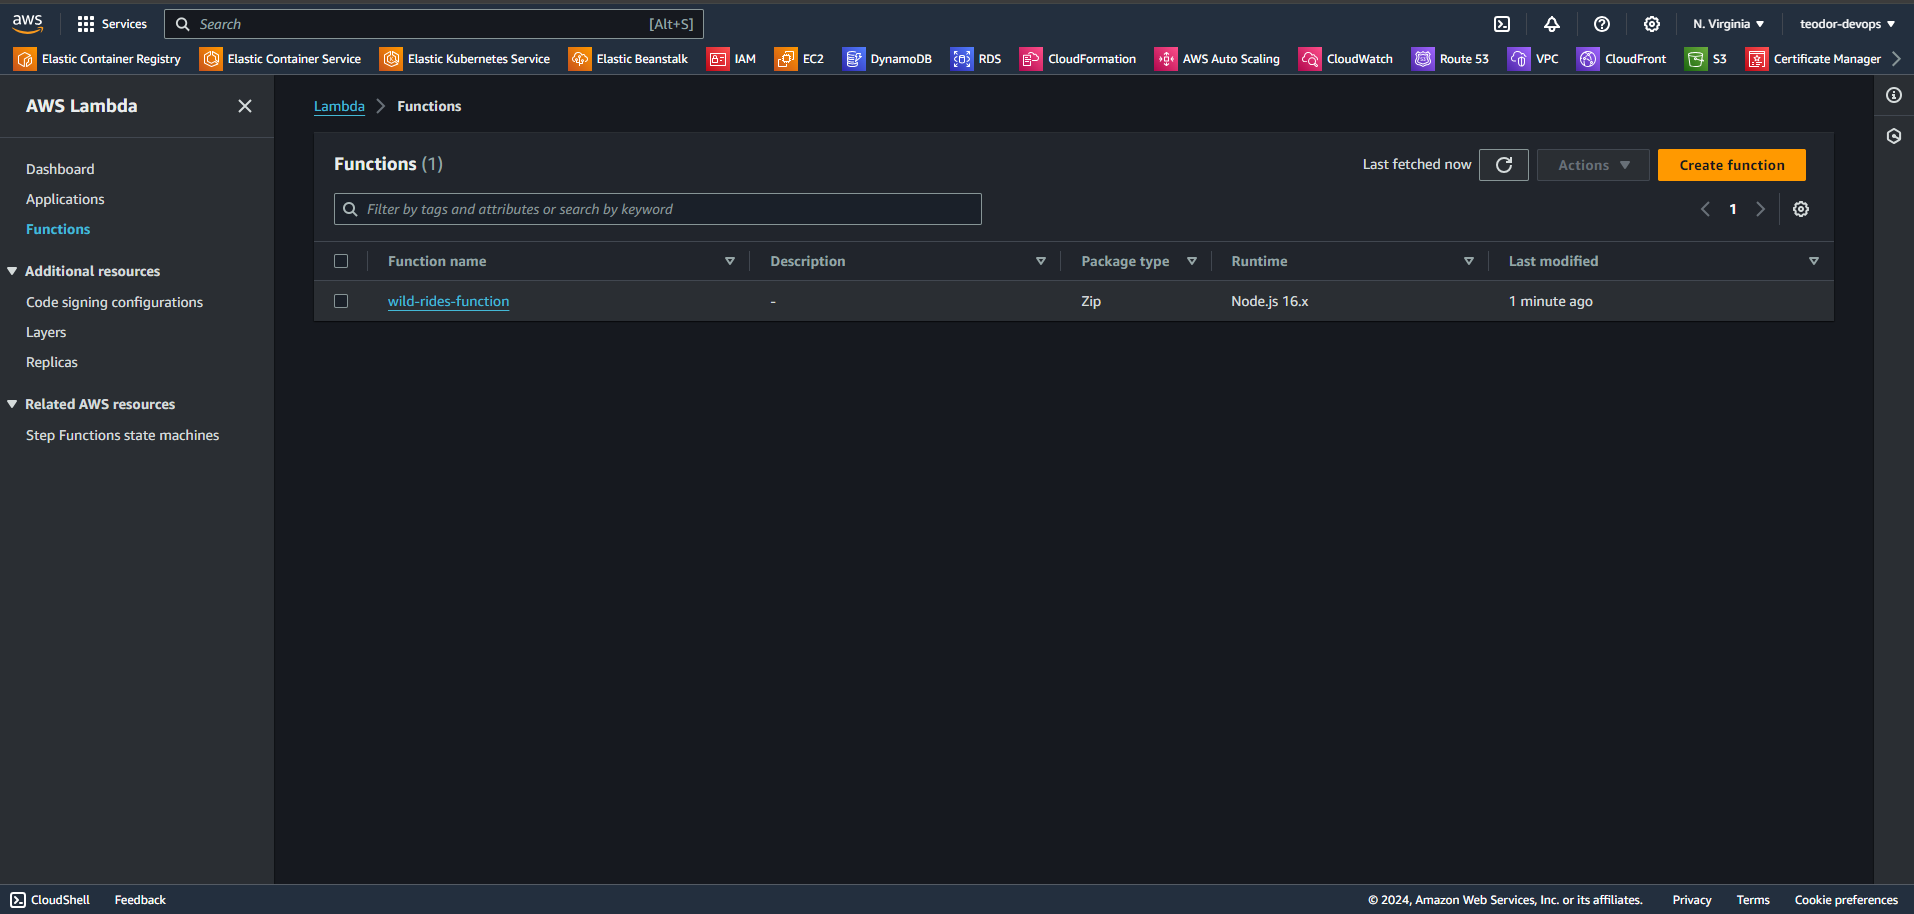 aws Services Search [Alt+S] N. Virginia teodor-devops
Elastic Container Registry Elastic Container Service Elastic Kubernetes Service Elastic Beanstalk IAM EC2 DynamoDB RDS CloudFormation AWS Auto Scaling CloudWatch Route 53 VPC CloudFront S3 Certificate Manager
AWS Lambda
Dashboard
Applications
Functions
Additional resources
Code signing configurations
Layers
Replicas
Related AWS resources
Step Functions state machines
Lambda Functions
Functions (1) Last fetched now Actions Create function
Filter by tags and attributes or search by keyword 1
Function name Description Package type Runtime Last modified
wild-rides-function - Zip Node.js 16.x 1 minute ago
CloudShell Feedback © 2024, Amazon Web Services, Inc. or its affiliates. Privacy Terms Cookie preferences